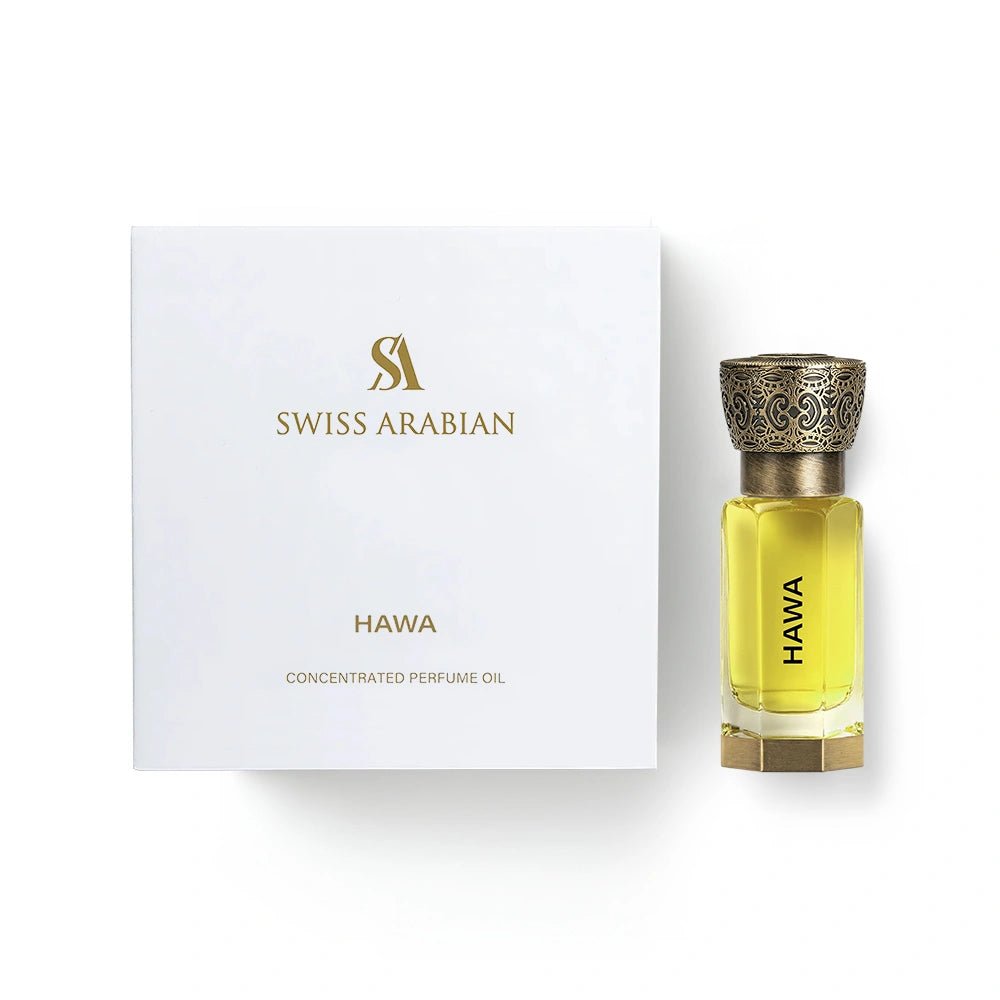 SA
SWISS ARABIAN
HAWA
CONCENTRATED PERFUME OIL
HAWA